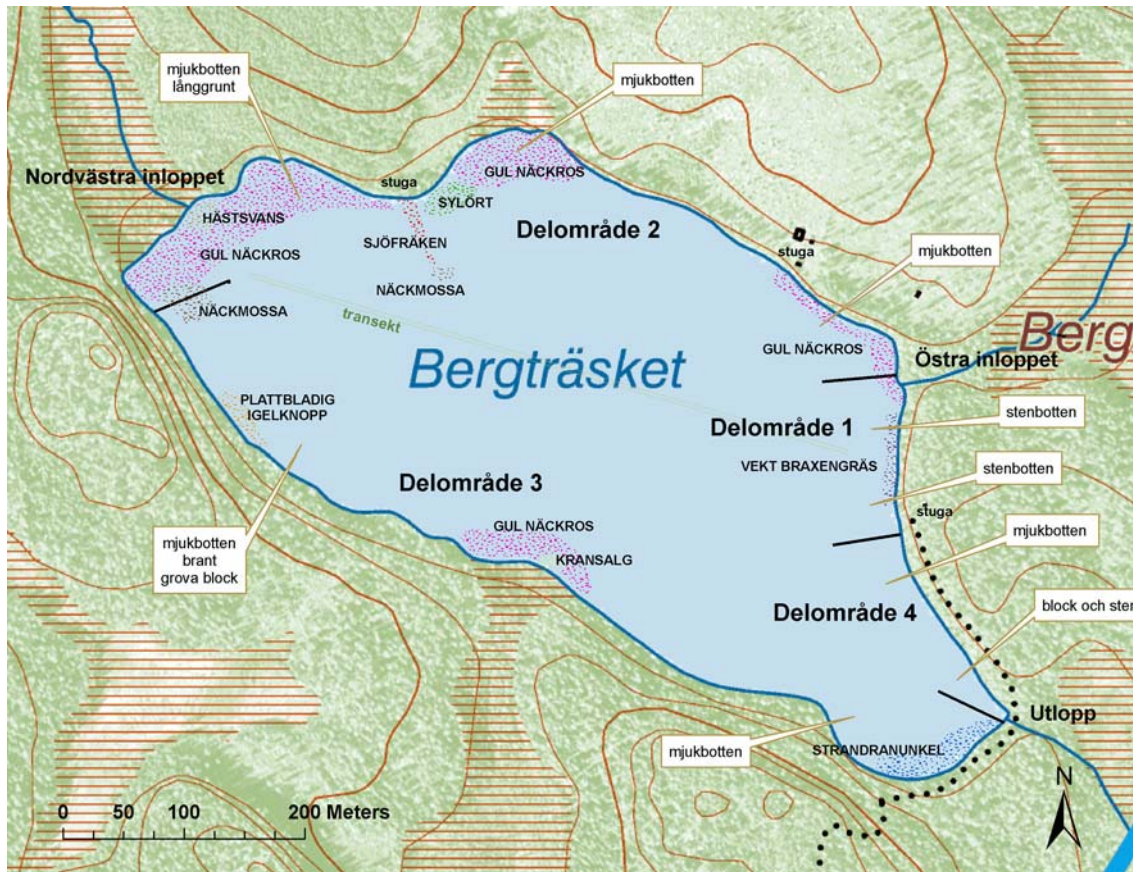 mjukbotten
långgrunt
mjukbotten
Nordvästra inloppet
stuga
GUL NÄCKROS
SYLÖRT
HÄSTSVANS
Delområde 2
SJÖFRÄKEN
GUL NÄCKROS
stuga
mjukbotten
NÄCKMOSSA
NÄCKMOSSA
transekt
GUL NÄCKROS
Östra inloppet
Berg
Bergträsket
PLATTBLADIG
IGELKNOPP
Delområde 1
stenbotten
VEKT BRAXENGRÄS
stenbotten
Delområde 3
stuga
GUL NÄCKROS
mjukbotten
KRANSALG
mjukbotten
brant
grova block
Delområde 4
block och sten
Utlopp
mjukbotten
STRANDRANUNKEL
N
0 50 100 200 Meters